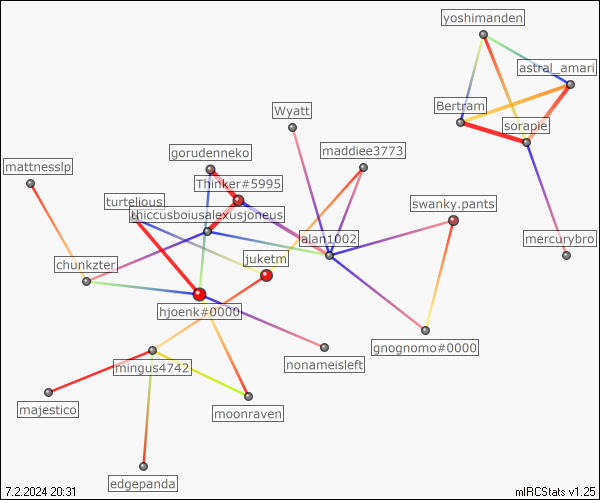 yoshimanden
astral_amari
Bertram
sorapie
Wyatt
gorudenneko
maddiee3773
mattnesslp
Thinker#5995
turtelious
swanky.pants
thiccusboiusalexusjoneus
alan1002
mercurybro
chunkzter
juketm
hjoenk#0000
gnognomo#0000
nonameisleft
mingus4742
majestico
moonraven
edgepanda
7.2.2024 20:31
mIRCStats v1.25